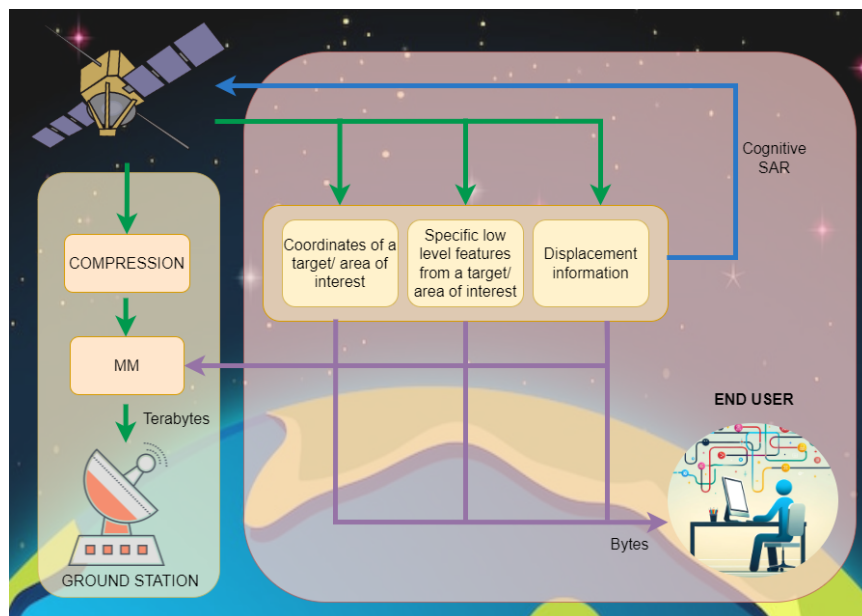 Cognitive
SAR
COMPRESSION
Coordinates of a
target/ area of
interest
Specific low
level features
from a target/
area of interest
Displacement
information
MM
Terabytes
GROUND STATION
END USER
Bytes